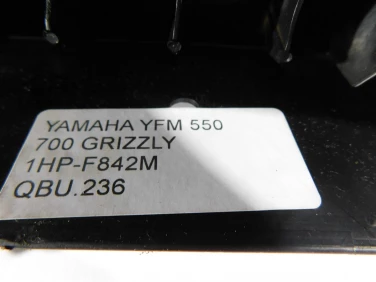 YAMAHA YFM 550
700 GRIZZLY
1HP-F842M
QBU.236